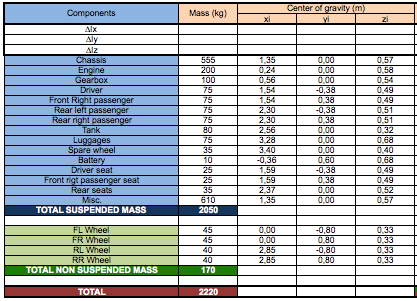 Components Mass (kg) Center of gravity (m)
xi yi zi
Δlx
Δly
Δlz
Chassis 555 1,35 0,00 0,57
Engine 200 0,24 0,00 0,58
Gearbox 100 0,56 0,00 0,54
Driver 75 1,54 -0,38 0,49
Front Right passenger 75 1,54 0,38 0,49
Rear left passenger 75 2,30 -0,38 0,51
Rear right passenger 75 2,30 0,38 0,51
Tank 80 2,56 0,00 0,32
Luggages 75 3,28 0,00 0,68
Spare wheel 35 3,40 0,00 0,40
Battery 10 -0,36 0,60 0,68
Driver seat 25 1,59 -0,38 0,49
Front rigt passenger seat 25 1,59 0,38 0,49
Rear seats 35 2,37 0,00 0,52
Misc. 610 1,35 0,00 0,57
TOTAL SUSPENDED MASS 2050
FL Wheel 45 0,00 -0,80 0,33
FR Wheel 45 0,00 0,80 0,33
RL Wheel 40 2,85 -0,80 0,33
RR Wheel 40 2,85 0,80 0,33
TOTAL NON SUSPENDED MASS 170
TOTAL 2220